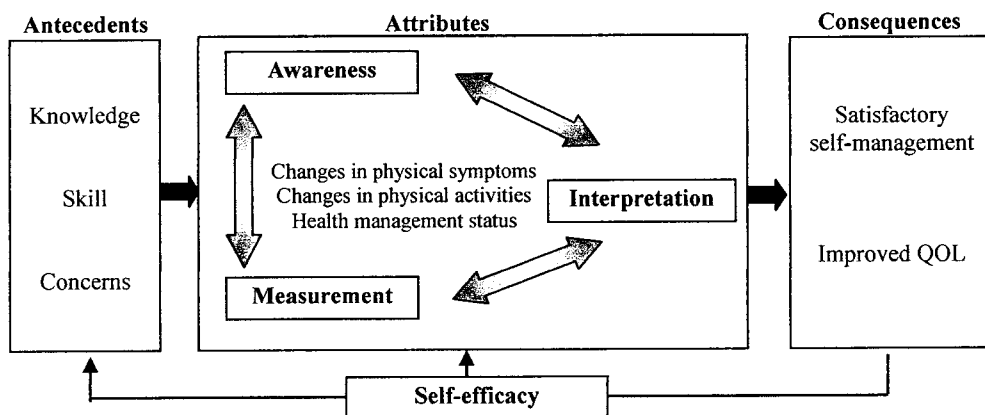 Antecedents
Attributes
Consequences
Knowledge
Skill
Concerns
Awareness
Changes in physical symptoms
Changes in physical activities
Health management status
Interpretation
Measurement
Satisfactory
self-management
Improved QOL
Self-efficacy